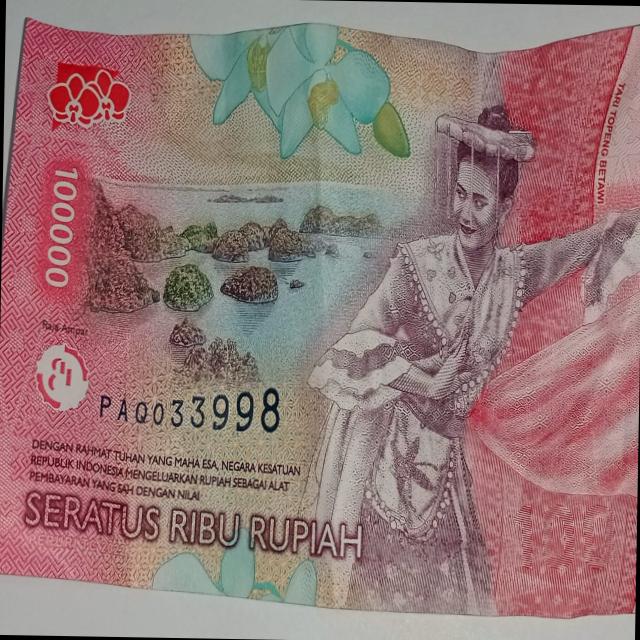 TARI TOPENG BETAWI
100000
Raja Ampat
PAQ033998
DENGAN RAHMAT TUHAN YANG MAHA ESA, NEGARA KESATUAN
REPUBLIK INDONESIA MENGELUARKAN RUPIAH SEBAGAI ALAT
PEMBAYARAN YANG SAH DENGAN NILAI
SERATUS RIBU RUPIAH